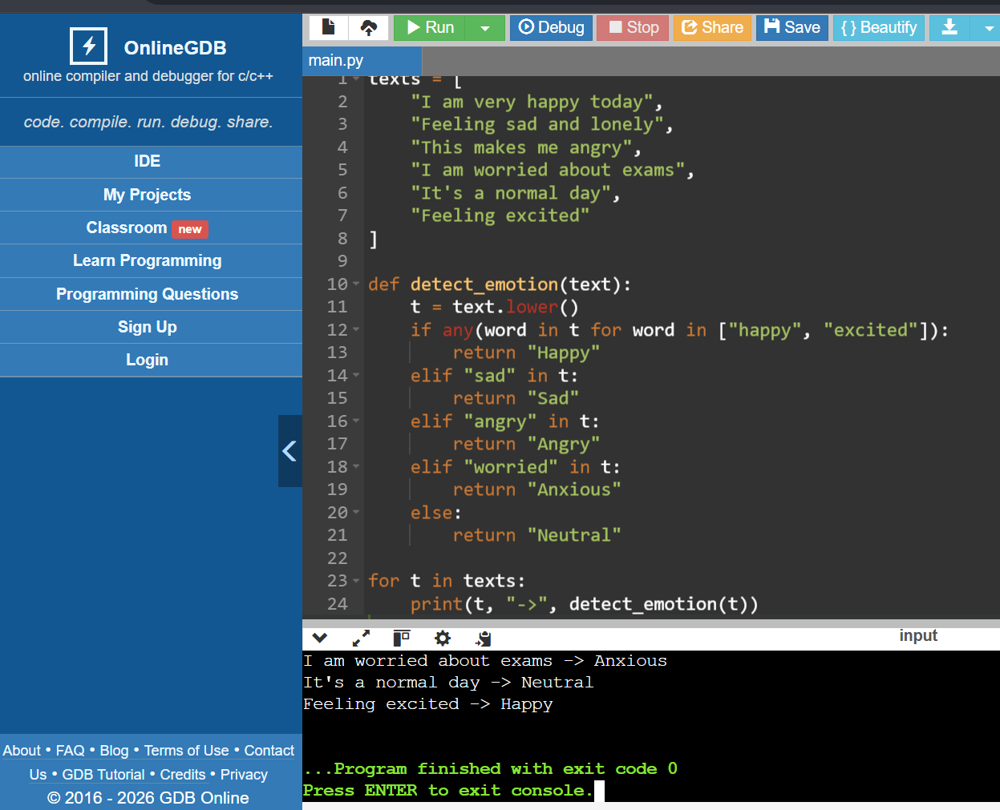 OnlineGDB
online compiler and debugger for c/c++
code. compile. run. debug. share.
IDE
My Projects
Classroom new
Learn Programming
Programming Questions
Sign Up
Login
About • FAQ • Blog • Terms of Use • Contact
Us • GDB Tutorial • Credits • Privacy
© 2016 - 2026 GDB Online
Run Debug Stop Share Save { } Beautify
main.py
1 texts = [
2     "I am very happy today",
3     "Feeling sad and lonely",
4     "This makes me angry",
5     "I am worried about exams",
6     "It's a normal day",
7     "Feeling excited"
8 ]
9
10 def detect_emotion(text):
11     t = text.lower()
12     if any(word in t for word in ["happy", "excited"]):
13         return "Happy"
14     elif "sad" in t:
15         return "Sad"
16     elif "angry" in t:
17         return "Angry"
18     elif "worried" in t:
19         return "Anxious"
20     else:
21         return "Neutral"
22
23 for t in texts:
24     print(t, "->", detect_emotion(t))
input
I am worried about exams -> Anxious
It's a normal day -> Neutral
Feeling excited -> Happy
...Program finished with exit code 0
Press ENTER to exit console.